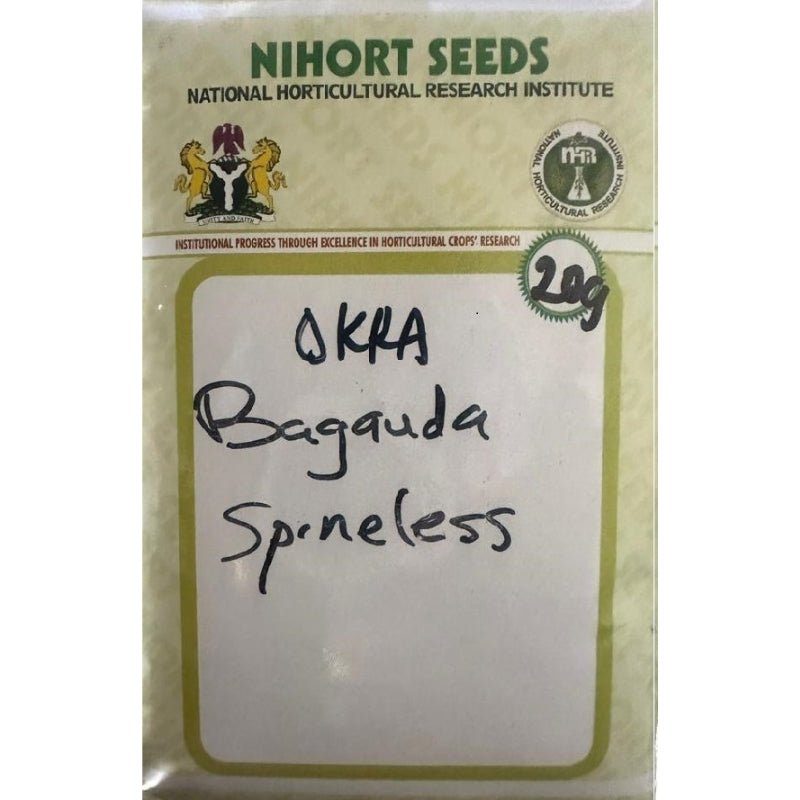 NIHORT SEEDS
NATIONAL HORTICULTURAL RESEARCH INSTITUTE
UNITY AND FAITH
NATIONAL HORTICULTURAL RESEARCH INSTITUTE
INSTITUTIONAL PROGRESS THROUGH EXCELLENCE IN HORTICULTURAL CROPS' RESEARCH
20g
OKRA
Bagauda
Spineless